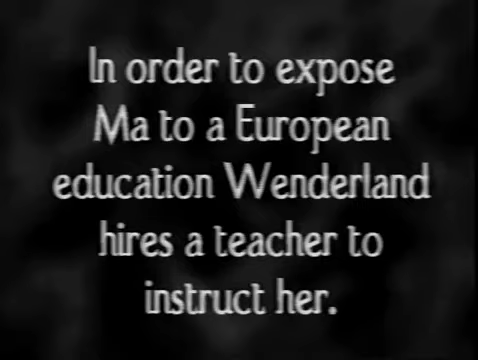 In order to expose
Ma to a European
education Wenderland
hires a teacher to
instruct her.